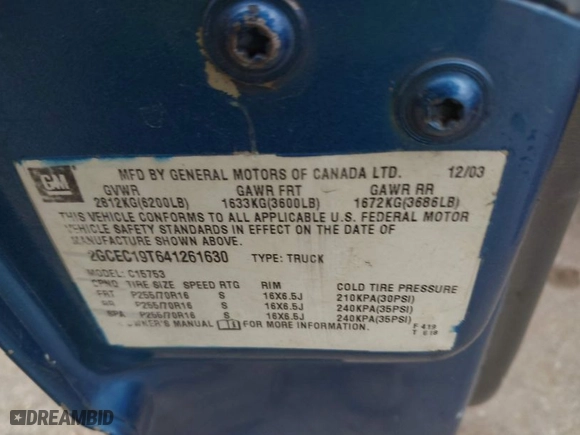 GM
MFD BY GENERAL MOTORS OF CANADA LTD. 12/03
GVWR GAWR FRT GAWR RR
2812KG(6200LB) 1633KG(3600LB) 1672KG(3686LB)
THIS VEHICLE CONFORMS TO ALL APPLICABLE U.S. FEDERAL MOTOR
VEHICLE SAFETY STANDARDS IN EFFECT ON THE DATE OF
MANUFACTURE SHOWN ABOVE.
2GCEC19T641261630 TYPE: TRUCK
MODEL: C15753
CPNO TIRE SIZE SPEED RTG RIM COLD TIRE PRESSURE
FRT P255/70R16 S 16X6.5J 210KPA(30PSI)
RR P255/70R16 S 16X6.5J 240KPA(35PSI)
SPA P255/70R16 S 16X6.5J 240KPA(35PSI)
OWNER'S MANUAL FOR MORE INFORMATION.
DREAMBID